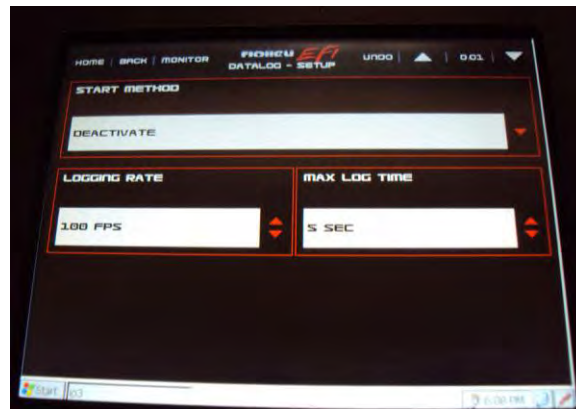 HOME | BACK | MONITOR HOLLEY EFI UNDO | 0.01 |
DATALOG - SETUP
START METHOD
DEACTIVATE
LOGGING RATE MAX LOG TIME
100 FPS 5 SEC
Start